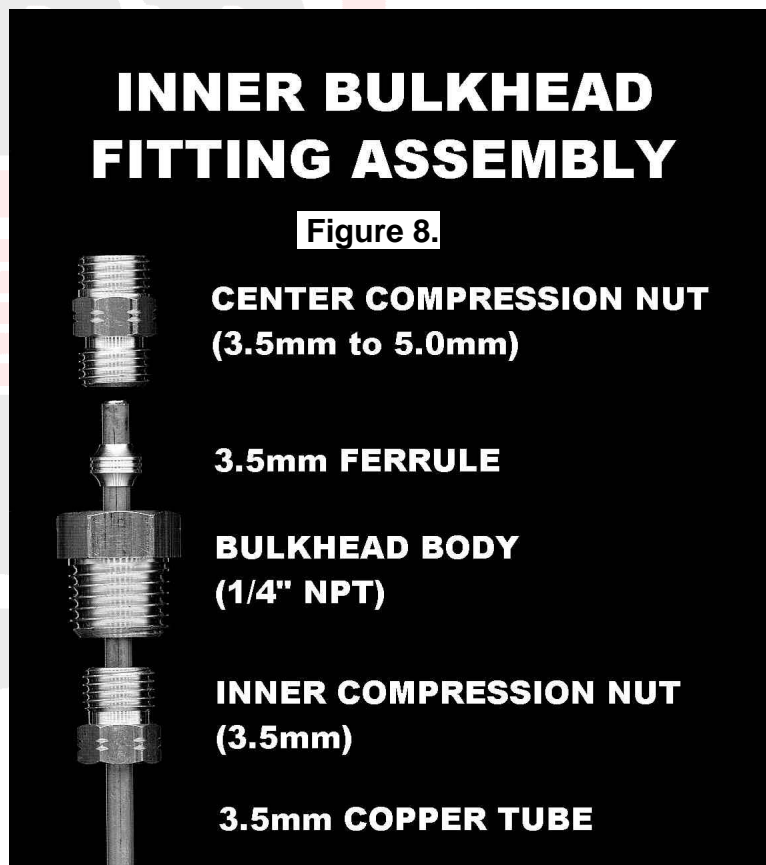 INNER BULKHEAD
FITTING ASSEMBLY
Figure 8.
CENTER COMPRESSION NUT
(3.5mm to 5.0mm)
3.5mm FERRULE
BULKHEAD BODY
(1/4" NPT)
INNER COMPRESSION NUT
(3.5mm)
3.5mm COPPER TUBE